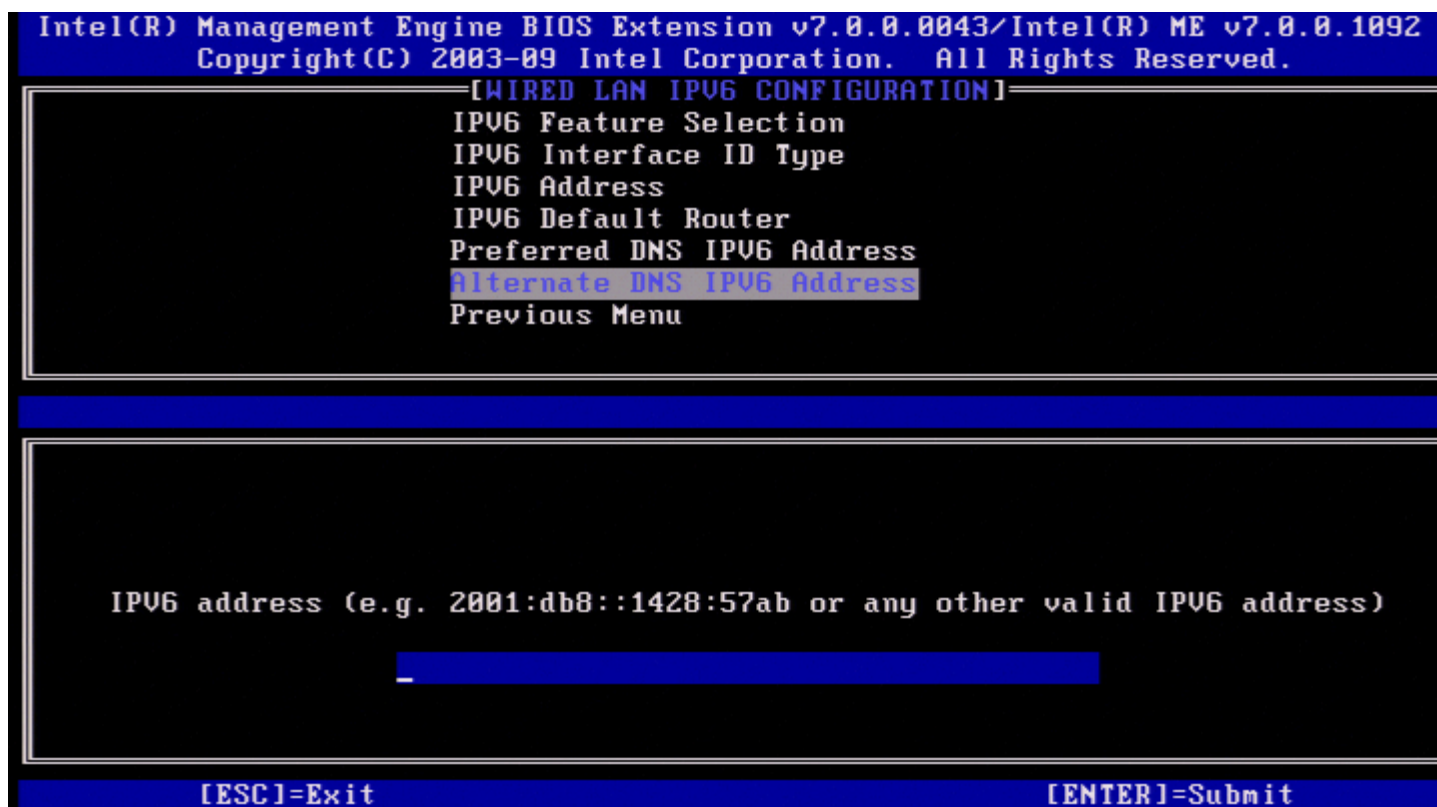 Intel(R) Management Engine BIOS Extension v7.0.0.0043/Intel(R) ME v7.0.0.1092
Copyright(C) 2003-09 Intel Corporation. All Rights Reserved.
[WIRED LAN IPV6 CONFIGURATION]
IPV6 Feature Selection
IPV6 Interface ID Type
IPV6 Address
IPV6 Default Router
Preferred DNS IPV6 Address
Alternate DNS IPV6 Address
Previous Menu
IPV6 address (e.g. 2001:db8::1428:57ab or any other valid IPV6 address)
[ESC]=Exit [ENTER]=Submit